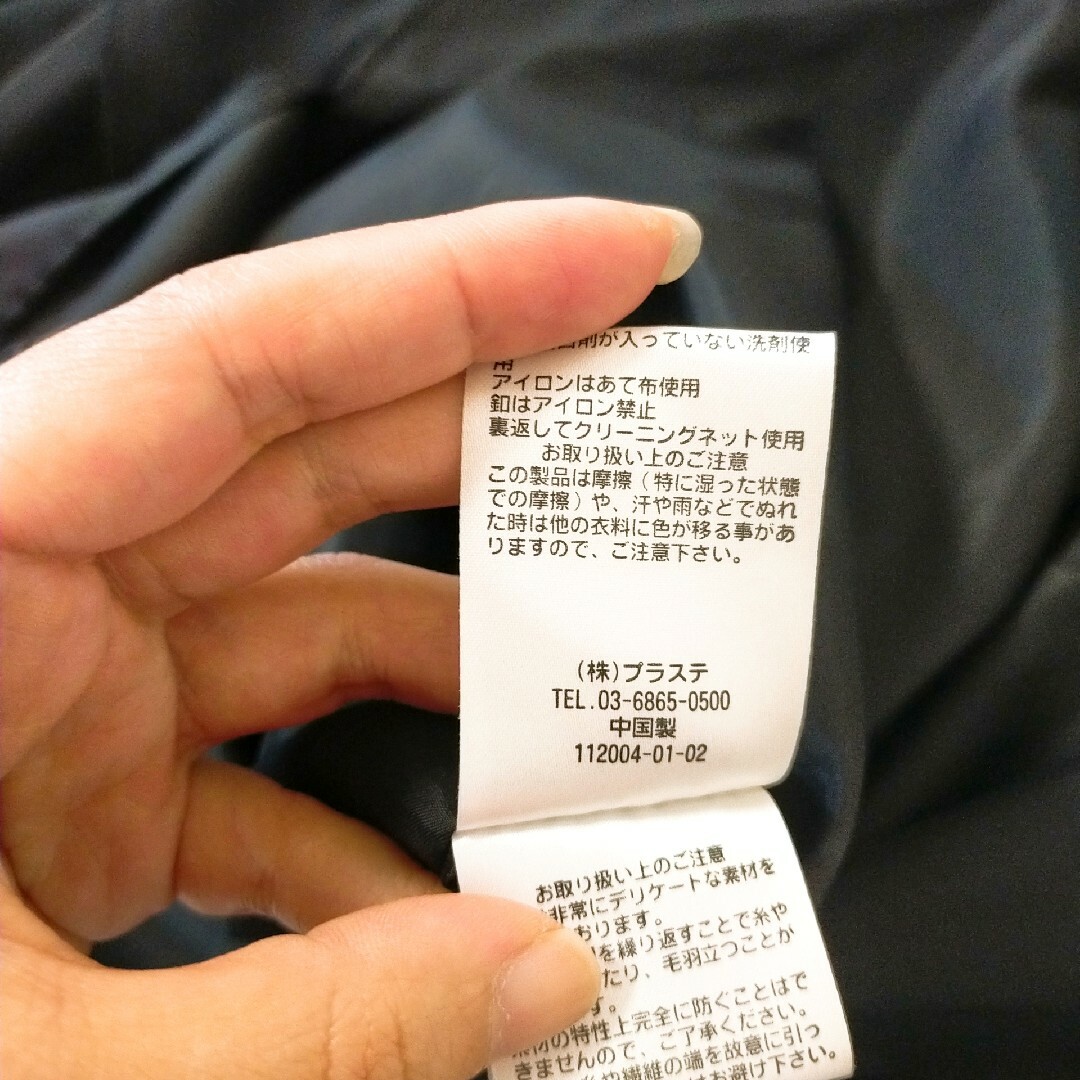 剤が入っていない洗剤使
用
アイロンはあて布使用
釦はアイロン禁止
裏返してクリーニングネット使用
お取り扱い上のご注意
この製品は摩擦(特に湿った状態
での摩擦)や、汗や雨などでぬれ
た時は他の衣料に色が移る事があ
りますので、ご注意下さい。
(株)プラステ
TEL.03-6865-0500
中国製
112004-01-02
お取り扱い上のご注意
非常にデリケートな素材を
おります。
を繰り返すことで糸や
たり、毛羽立つことが
す。
の特性上完全に防ぐことはで
きませんので、ご了承ください。
や繊維の端を故意に引っ
お避け下さい。